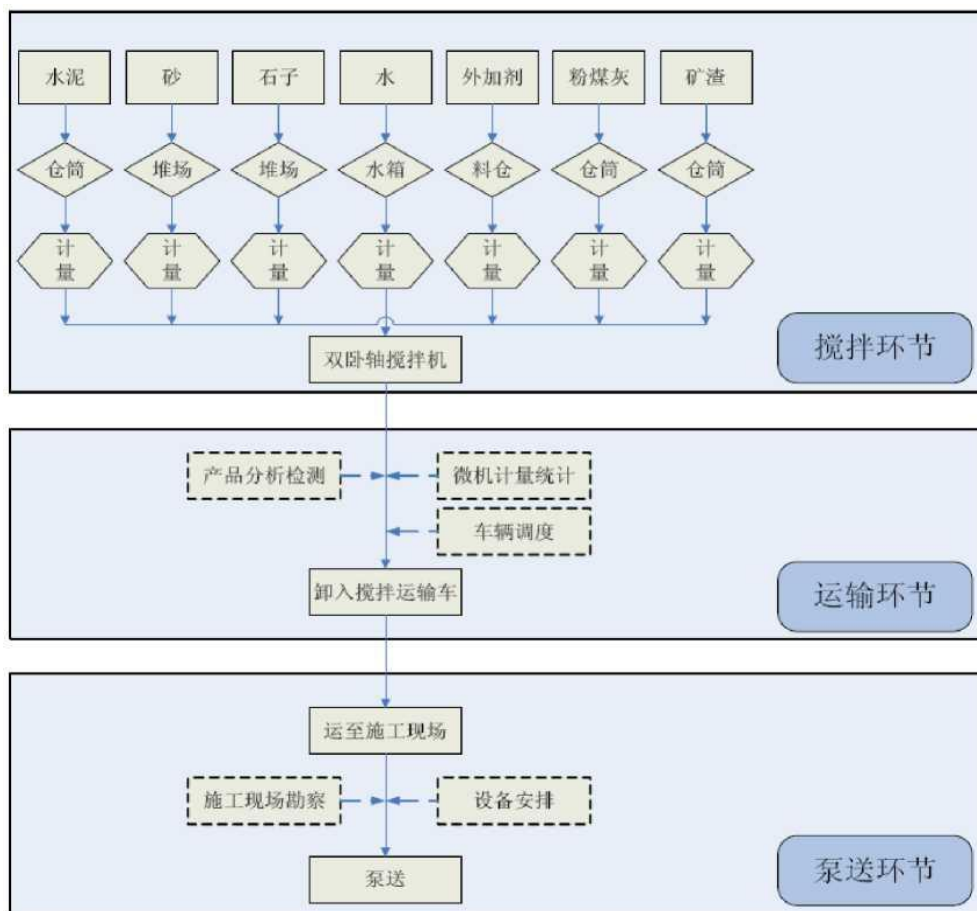 水泥 砂 石子 水 外加剂 粉煤灰 矿渣
仓筒 堆场 堆场 水箱 料仓 仓筒 仓筒
计 计 计 计 计 计 计
量 量 量 量 量 量 量
双卧轴搅拌机
搅拌环节
产品分析检测 微机计量统计
车辆调度
卸入搅拌运输车
运输环节
运至施工现场
施工现场勘察 设备安排
泵送
泵送环节